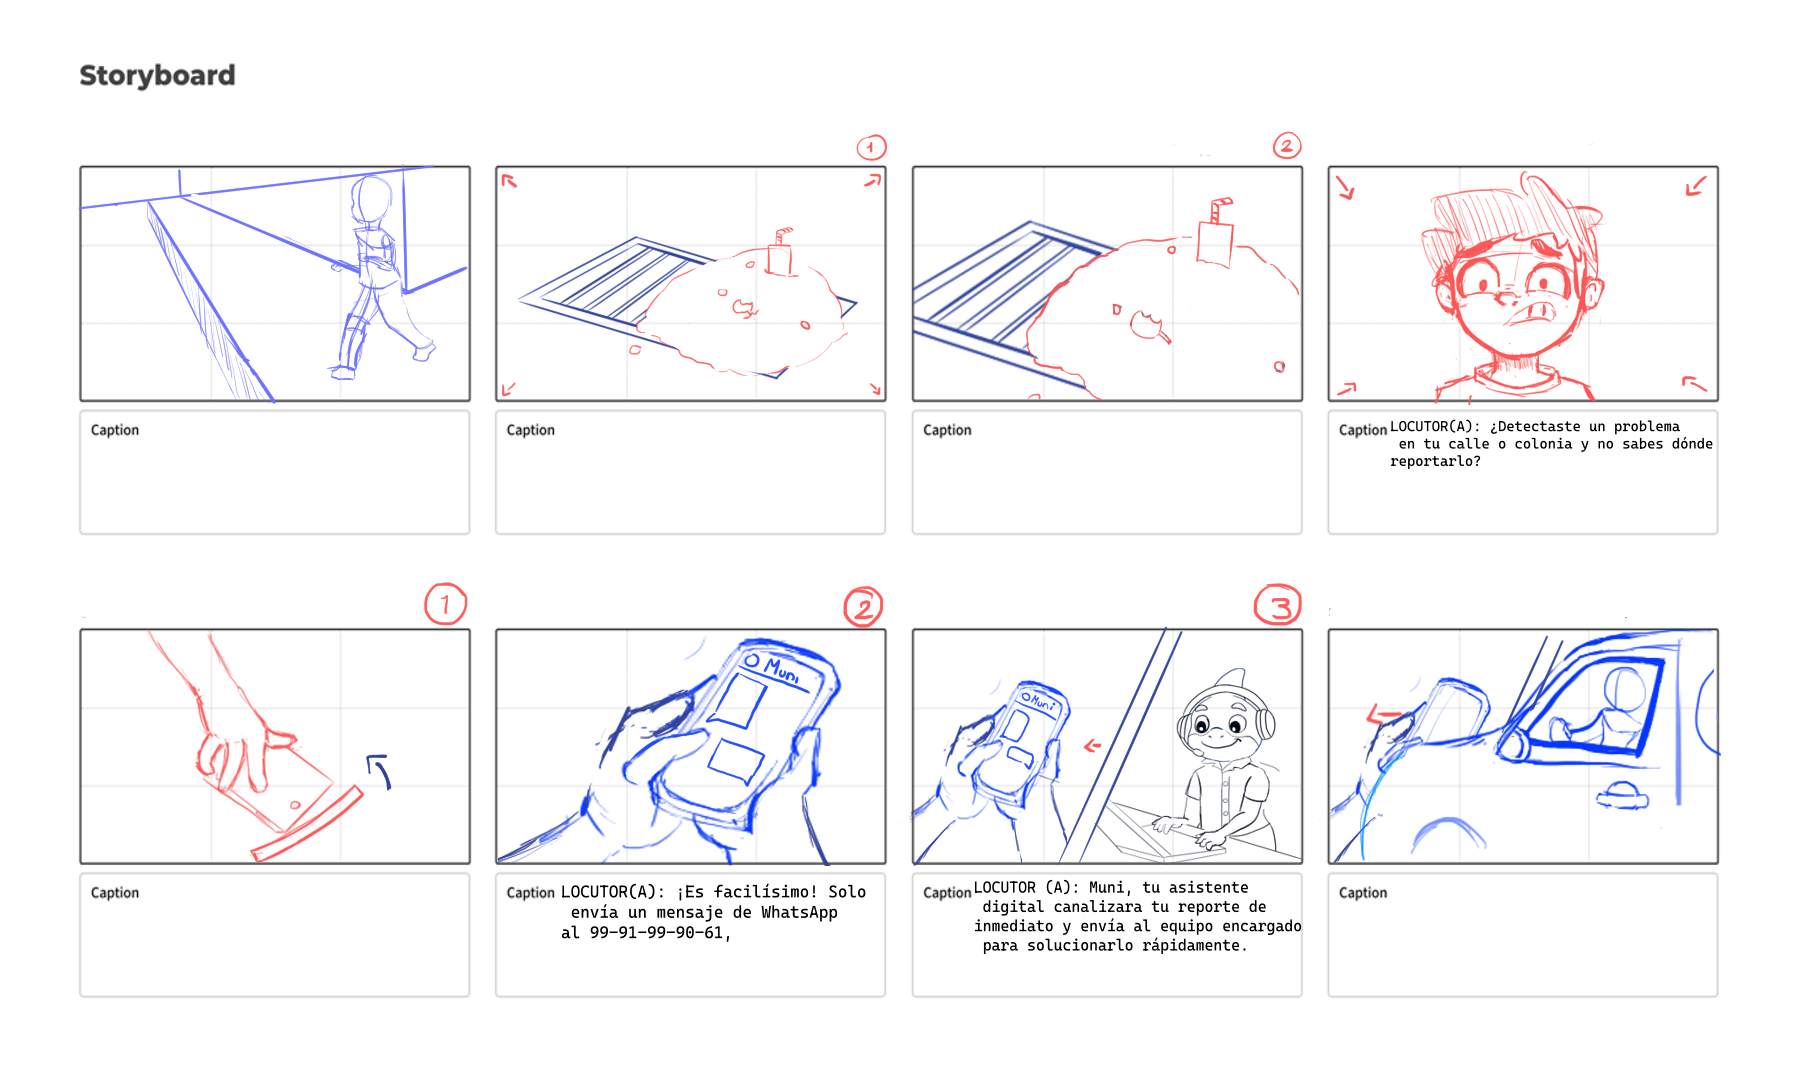 Storyboard
1
2
Caption
Caption
Caption
Caption LOCUTOR(A): ¿Detectaste un problema
en tu calle o colonia y no sabes dónde
reportarlo?
1
2
3
Muni
Muni
Caption
Caption LOCUTOR(A): ¡Es facilísimo! Solo
envía un mensaje de WhatsApp
al 99-91-99-90-61,
Caption LOCUTOR (A): Muni, tu asistente
digital canalizara tu reporte de
inmediato y envía al equipo encargado
para solucionarlo rápidamente.
Caption